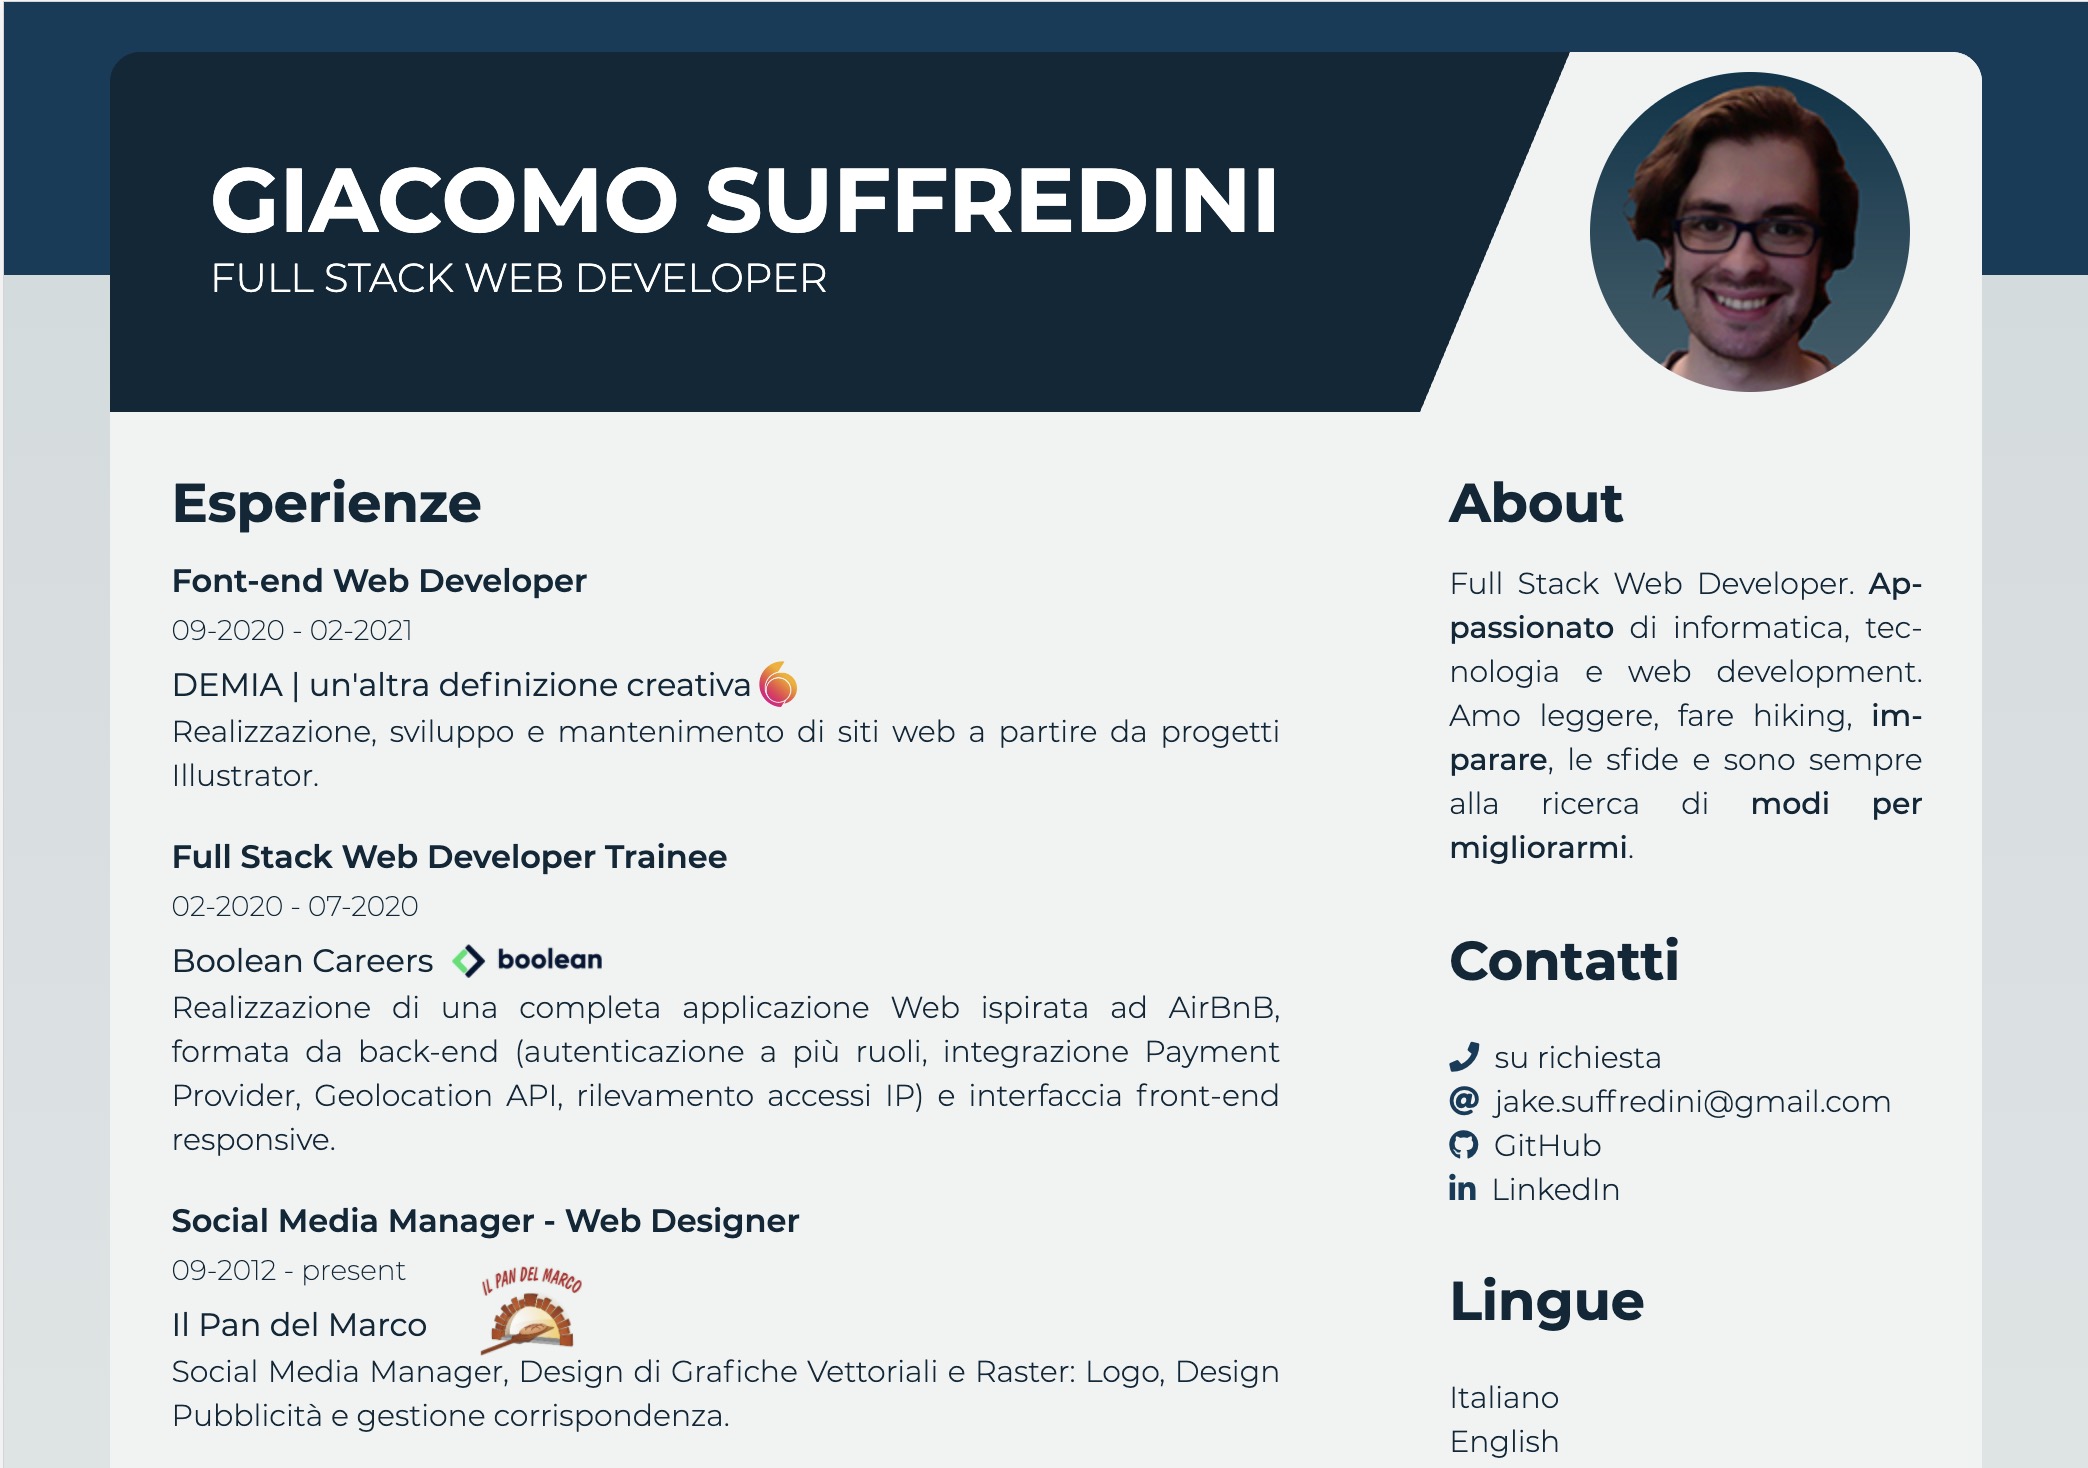 GIACOMO SUFFREDINI
FULL STACK WEB DEVELOPER
Esperienze
Font-end Web Developer
09-2020 - 02-2021
DEMIA | un'altra definizione creativa
Realizzazione, sviluppo e mantenimento di siti web a partire da progetti
Illustrator.
Full Stack Web Developer Trainee
02-2020 - 07-2020
Boolean Careers boolean
Realizzazione di una completa applicazione Web ispirata ad AirBnB,
formata da back-end (autenticazione a più ruoli, integrazione Payment
Provider, Geolocation API, rilevamento accessi IP) e interfaccia front-end
responsive.
Social Media Manager - Web Designer
09-2012 - present
IL PAN DEL MARCO
Il Pan del Marco
Social Media Manager, Design di Grafiche Vettoriali e Raster: Logo, Design
Pubblicità e gestione corrispondenza.
About
Full Stack Web Developer. Ap-
passionato di informatica, tec-
nologia e web development.
Amo leggere, fare hiking, im-
parare, le sfide e sono sempre
alla ricerca di modi per
migliorarmi.
Contatti
su richiesta
jake.suffredini@gmail.com
GitHub
in LinkedIn
Lingue
Italiano
English